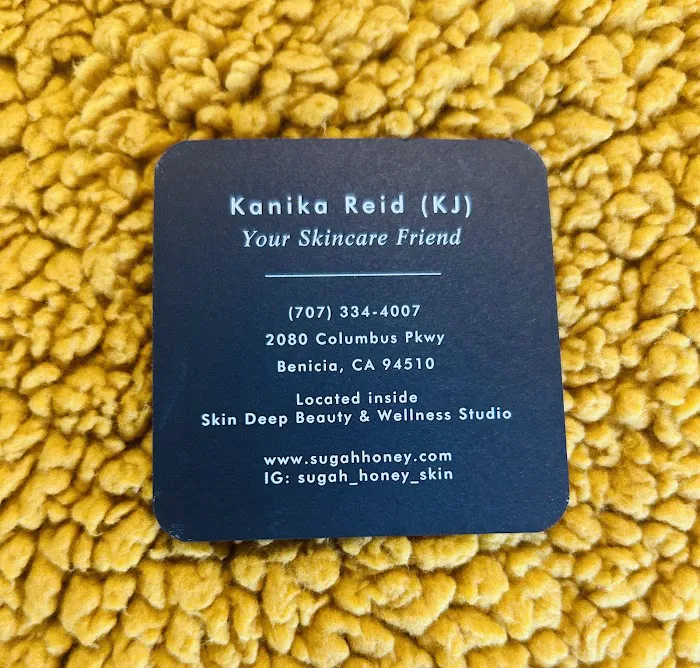 Kanika Reid (KJ)
Your Skincare Friend
(707) 334-4007
2080 Columbus Pkwy
Benicia, CA 94510
Located inside
Skin Deep Beauty & Wellness Studio
www.sugahhoney.com
IG: sugah_honey_skin